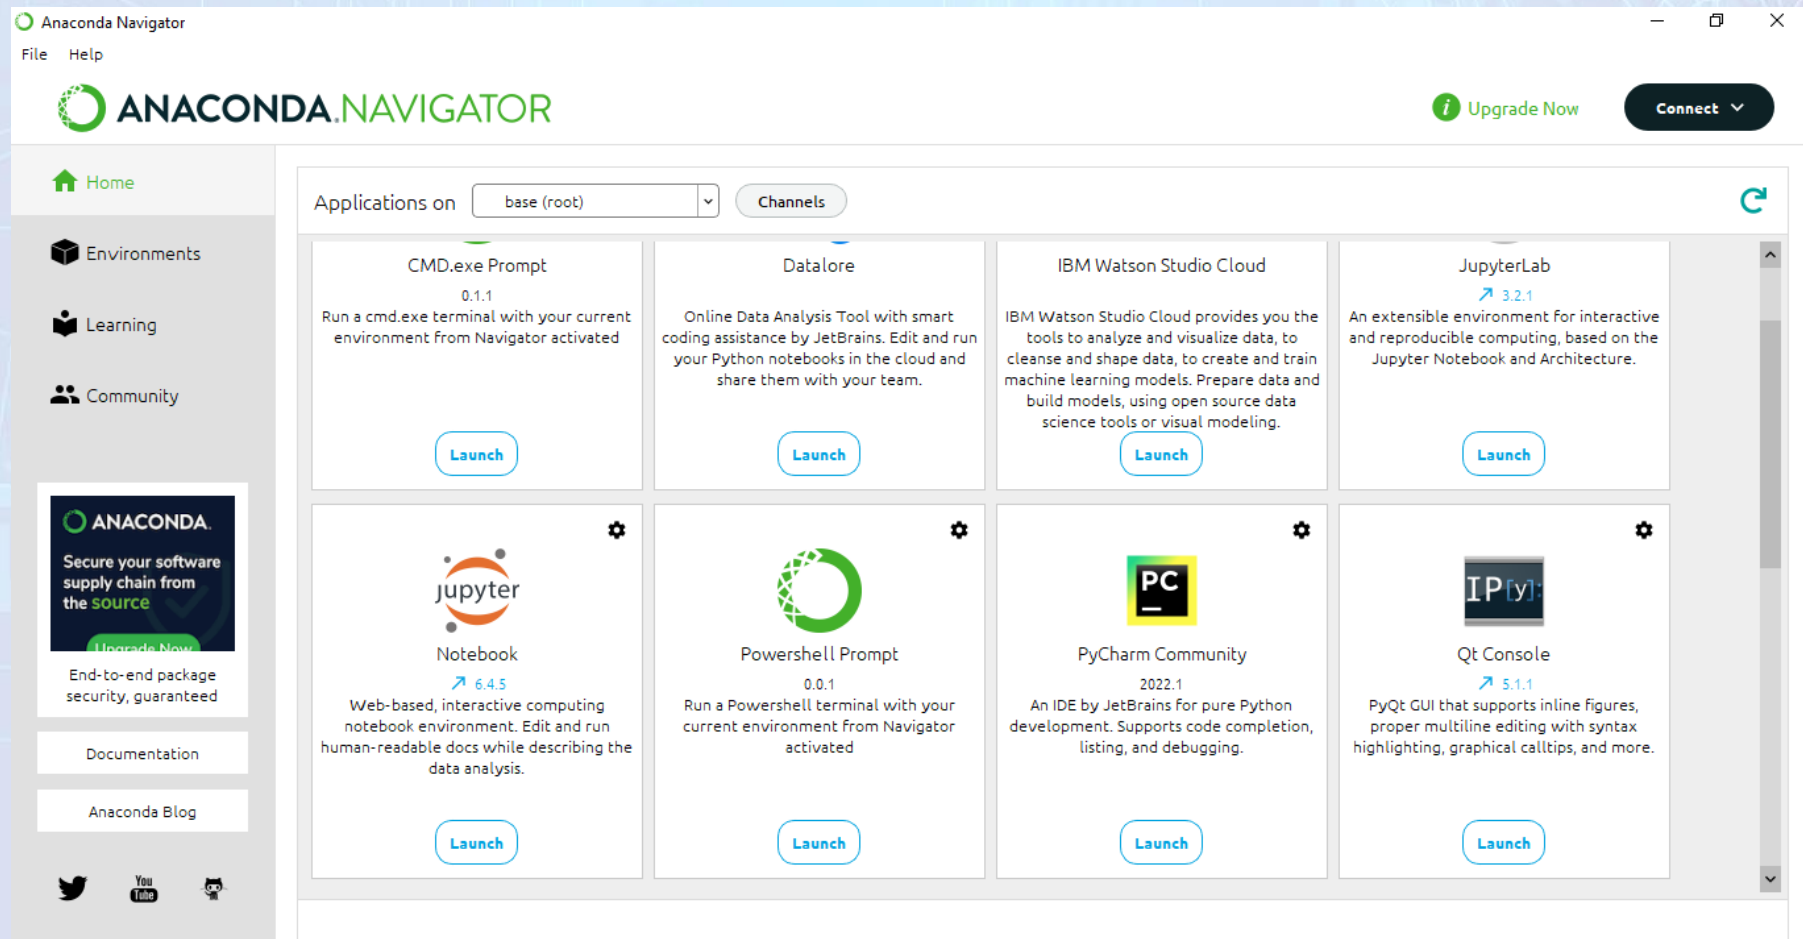 Anaconda Navigator
File Help
ANACONDA.NAVIGATOR
i Upgrade Now
Connect
Home
Environments
Learning
Community
ANACONDA.
Secure your software
supply chain from
the source
Upgrade Now
End-to-end package
security, guaranteed
Documentation
Anaconda Blog
You
Tube
Applications on base (root) Channels
CMD.exe Prompt
0.1.1
Run a cmd.exe terminal with your current
environment from Navigator activated
Launch
Datalore
Online Data Analysis Tool with smart
coding assistance by JetBrains. Edit and run
your Python notebooks in the cloud and
share them with your team.
Launch
IBM Watson Studio Cloud
IBM Watson Studio Cloud provides you the
tools to analyze and visualize data, to
cleanse and shape data, to create and train
machine learning models. Prepare data and
build models, using open source data
science tools or visual modeling.
Launch
JupyterLab
3.2.1
An extensible environment for interactive
and reproducible computing, based on the
Jupyter Notebook and Architecture.
Launch
jupyter
Notebook
6.4.5
Web-based, interactive computing
notebook environment. Edit and run
human-readable docs while describing the
data analysis.
Launch
Powershell Prompt
0.0.1
Run a Powershell terminal with your
current environment from Navigator
activated
Launch
PC
PyCharm Community
2022.1
An IDE by JetBrains for pure Python
development. Supports code completion,
listing, and debugging.
Launch
IP[y]:
Qt Console
5.1.1
PyQt GUI that supports inline figures,
proper multiline editing with syntax
highlighting, graphical calltips, and more.
Launch